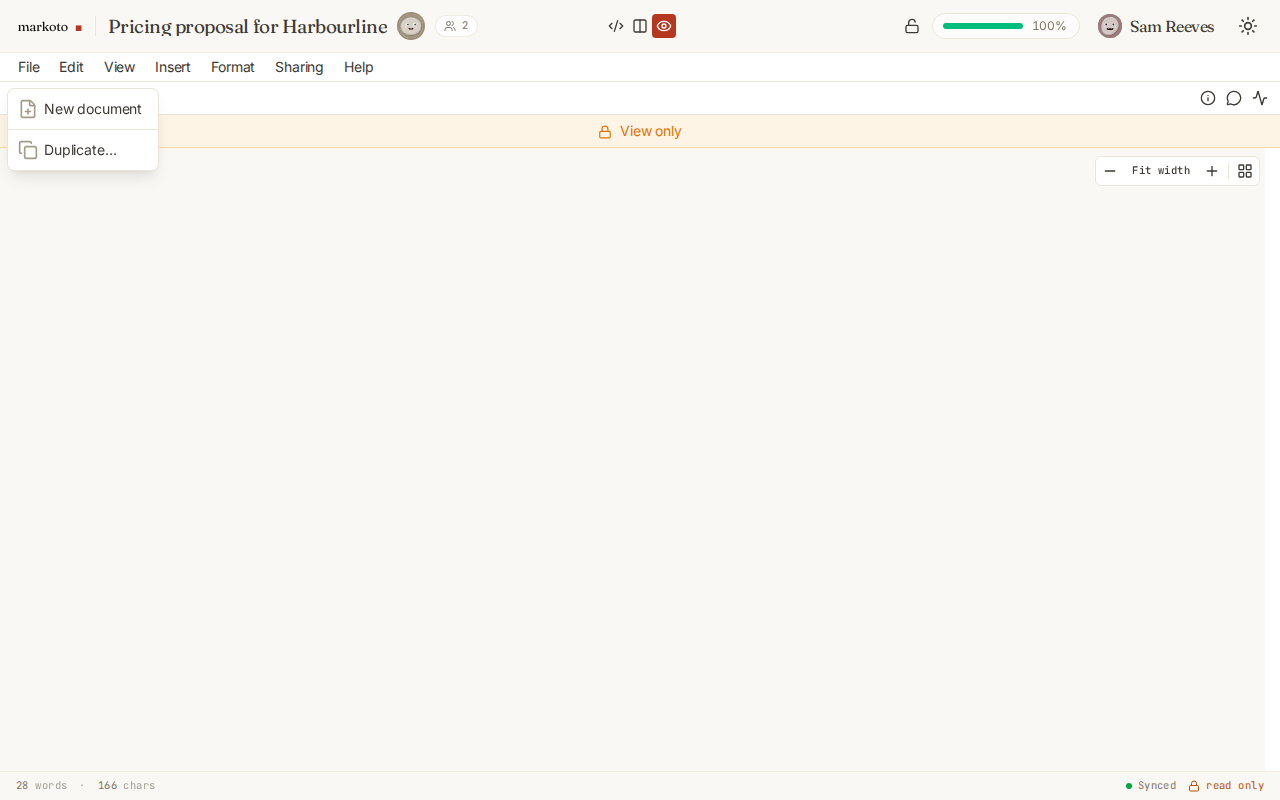 markoto
Pricing proposal for Harbourline
2
100%
Sam Reeves
File Edit View Insert Format Sharing Help
New document
Duplicate...
View only
Fit width
28 words · 166 chars
Synced
read only